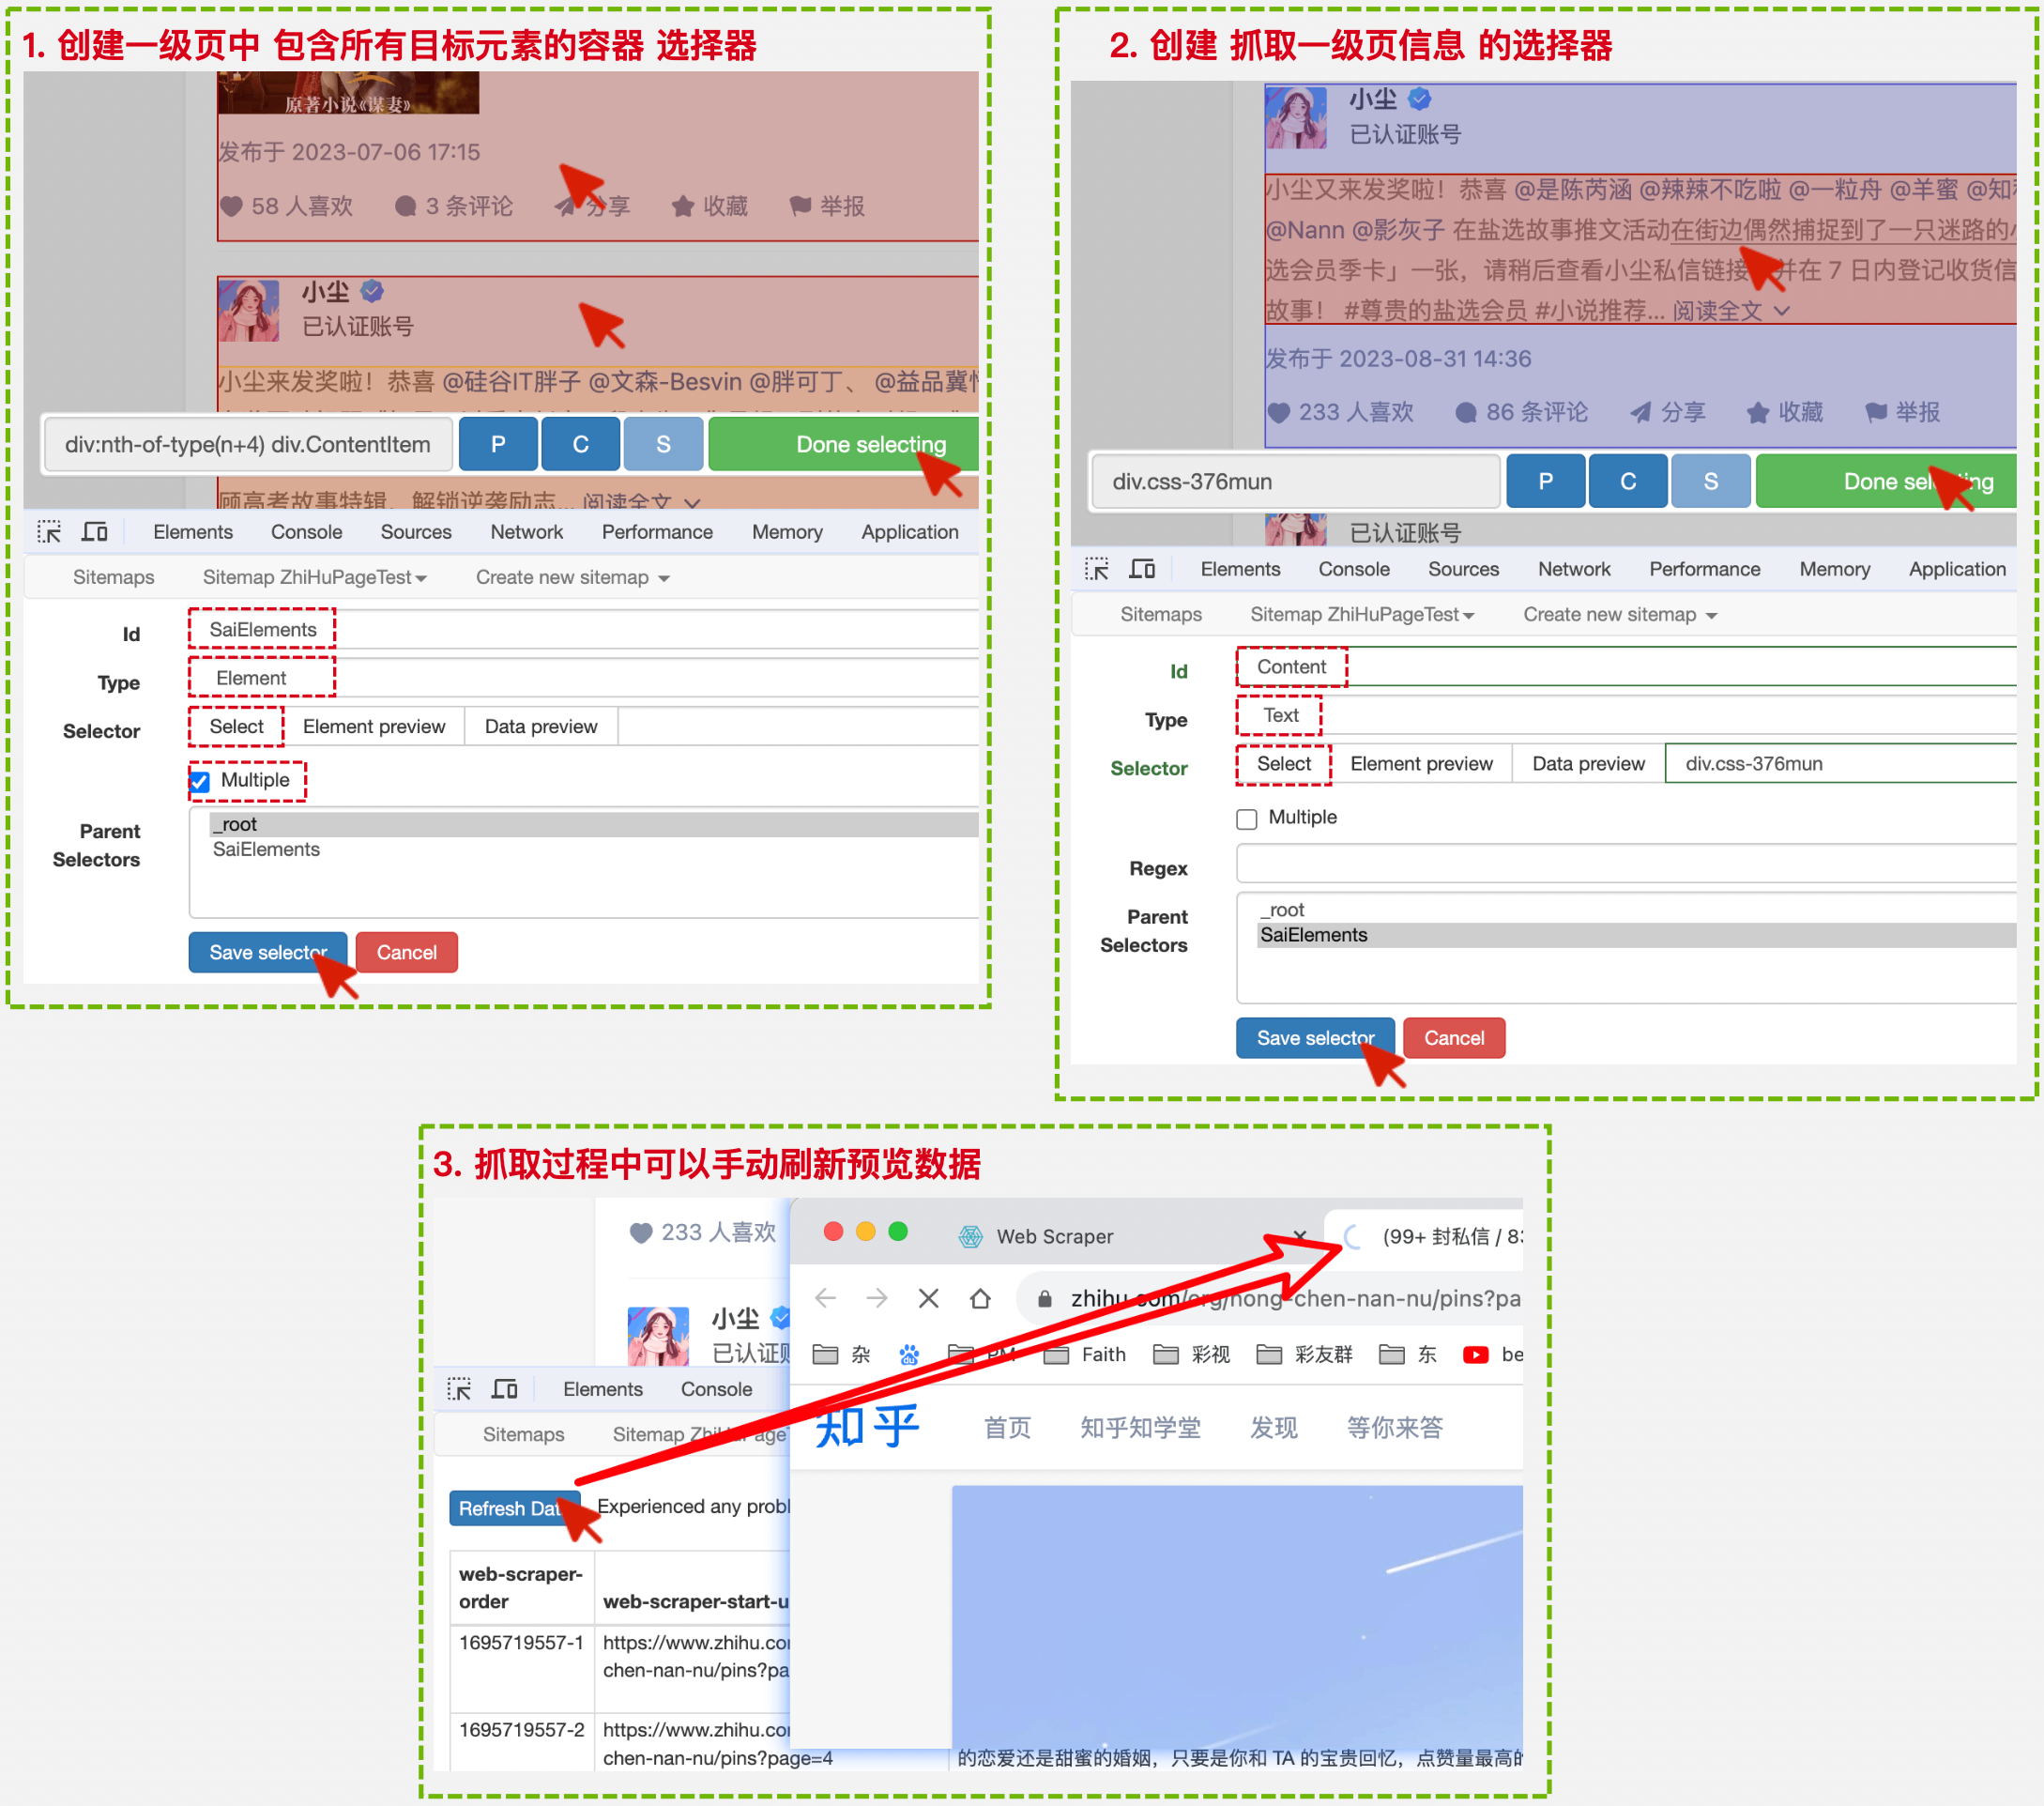 1. 创建一级页中 包含所有目标元素的容器 选择器
原著小说《谋妻》
发布于 2023-07-06 17:15
58 人喜欢 3 条评论 分享 收藏 举报
小尘
已认证账号
小尘来发奖啦！恭喜 @硅谷IT胖子 @文森-Besvin @胖可丁、 @益品冀
div:nth-of-type(n+4) div.ContentItem P C S Done selecting
顾高考故事特辑，解锁逆袭励志... 阅读全文
Elements Console Sources Network Performance Memory Application
Sitemaps Sitemap ZhiHuPageTest Create new sitemap
Id SaiElements
Type Element
Selector Select Element preview Data preview
Multiple
Parent Selectors
_root
SaiElements
Save selector Cancel
2. 创建 抓取一级页信息 的选择器
小尘
已认证账号
小尘又来发奖啦！恭喜 @是陈芮涵 @辣辣不吃啦 @一粒舟 @羊蜜 @知
@Nann @影灰子 在盐选故事推文活动在街边偶然捕捉到了一只迷路的小
选会员季卡」一张，请稍后查看小尘私信链接 并在 7 日内登记收货信
故事！ #尊贵的盐选会员 #小说推荐... 阅读全文
发布于 2023-08-31 14:36
233 人喜欢 86 条评论 分享 收藏 举报
div.css-376mun P C S Done selecting
已认证账号
Elements Console Sources Network Performance Memory Application
Sitemaps Sitemap ZhiHuPageTest Create new sitemap
Id Content
Type Text
Selector Select Element preview Data preview div.css-376mun
Multiple
Regex
Parent Selectors
_root
SaiElements
Save selector Cancel
3. 抓取过程中可以手动刷新预览数据
233 人喜欢
小尘
已认证账
Elements Console
Sitemaps Sitemap ZhiHuPageT
Refresh Data Experienced any probl
web-scraper-order web-scraper-start-u
1695719557-1 https://www.zhihu.co
chen-nan-nu/pins?pa
1695719557-2 https://www.zhihu.co
chen-nan-nu/pins?page=4
Web Scraper (99+ 封私信 / 83
zhihu.com/org/hong-chen-nan-nu/pins?pa
杂 PM Faith 彩视 彩友群 东 be
知乎 首页 知乎知学堂 发现 等你来答
的恋爱还是甜蜜的婚姻，只要是你和 TA 的宝贵回忆，点赞量最高的